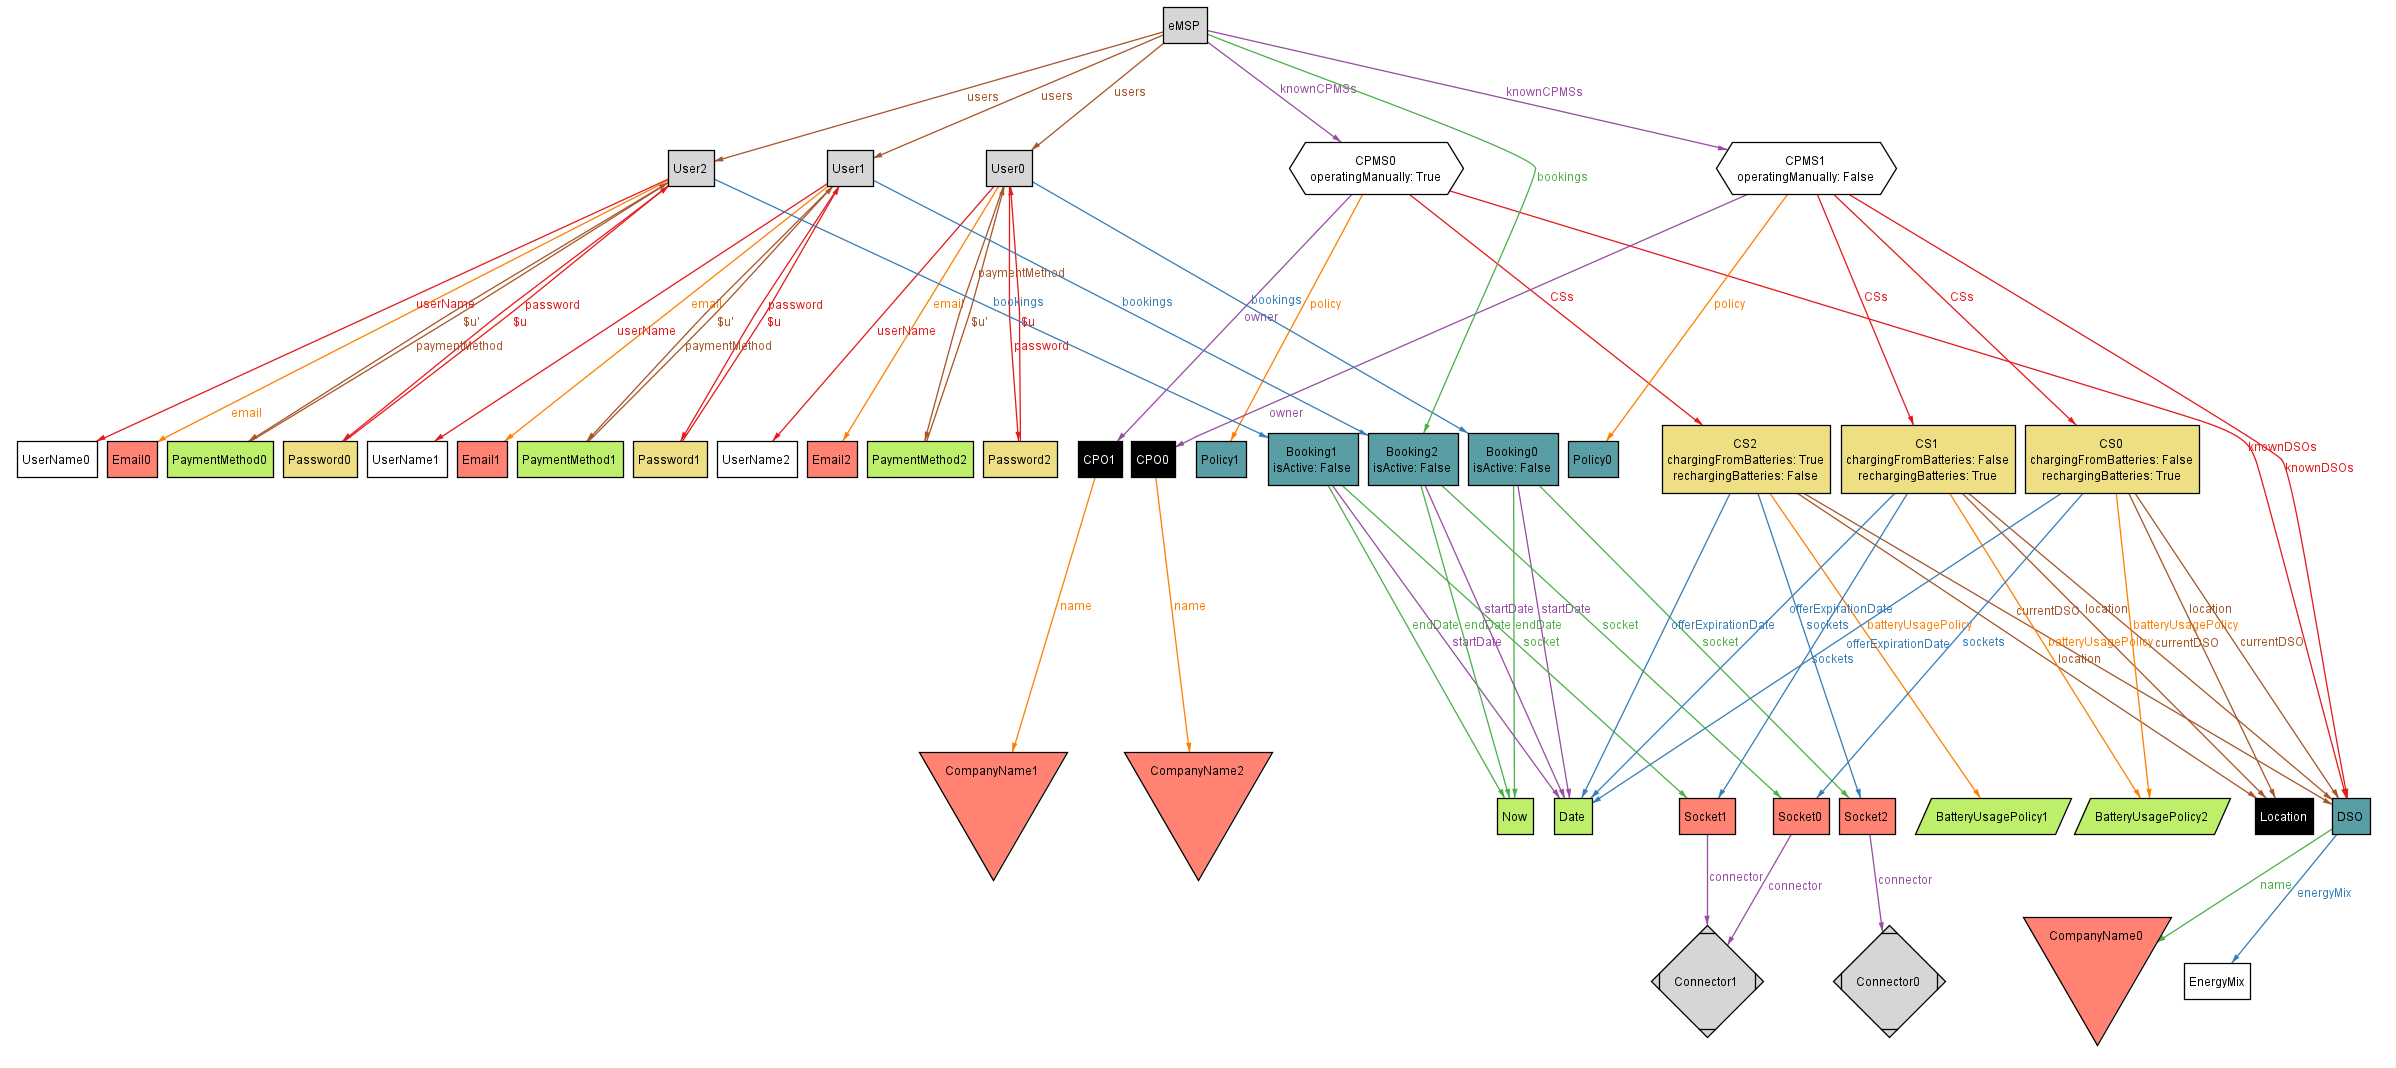 eMSP
users
users
users
knownCPMSs
knownCPMSs
bookings
User2
User1
User0
CPMS0
operatingManually: True
CPMS1
operatingManually: False
userName
email
$u'
paymentMethod
password
$u
userName
email
$u'
paymentMethod
password
$u
userName
email
paymentMethod
$u'
$u
password
bookings
bookings
bookings
owner
policy
owner
CSs
policy
CSs
CSs
knownDSOs
knownDSOs
UserName0
Email0
PaymentMethod0
Password0
UserName1
Email1
PaymentMethod1
Password1
UserName2
Email2
PaymentMethod2
Password2
CPO1
CPO0
Policy1
Booking1
isActive: False
Booking2
isActive: False
Booking0
isActive: False
Policy0
CS2
chargingFromBatteries: True
rechargingBatteries: False
CS1
chargingFromBatteries: False
rechargingBatteries: True
CS0
chargingFromBatteries: False
rechargingBatteries: True
name
name
endDate
startDate
endDate
startDate
endDate
startDate
socket
socket
socket
offerExpirationDate
offerExpirationDate
offerExpirationDate
sockets
sockets
sockets
batteryUsagePolicy
batteryUsagePolicy
batteryUsagePolicy
currentDSO
location
location
currentDSO
location
currentDSO
CompanyName1
CompanyName2
Now
Date
Socket1
Socket0
Socket2
BatteryUsagePolicy1
BatteryUsagePolicy2
Location
DSO
connector
connector
connector
name
energyMix
Connector1
Connector0
CompanyName0
EnergyMix